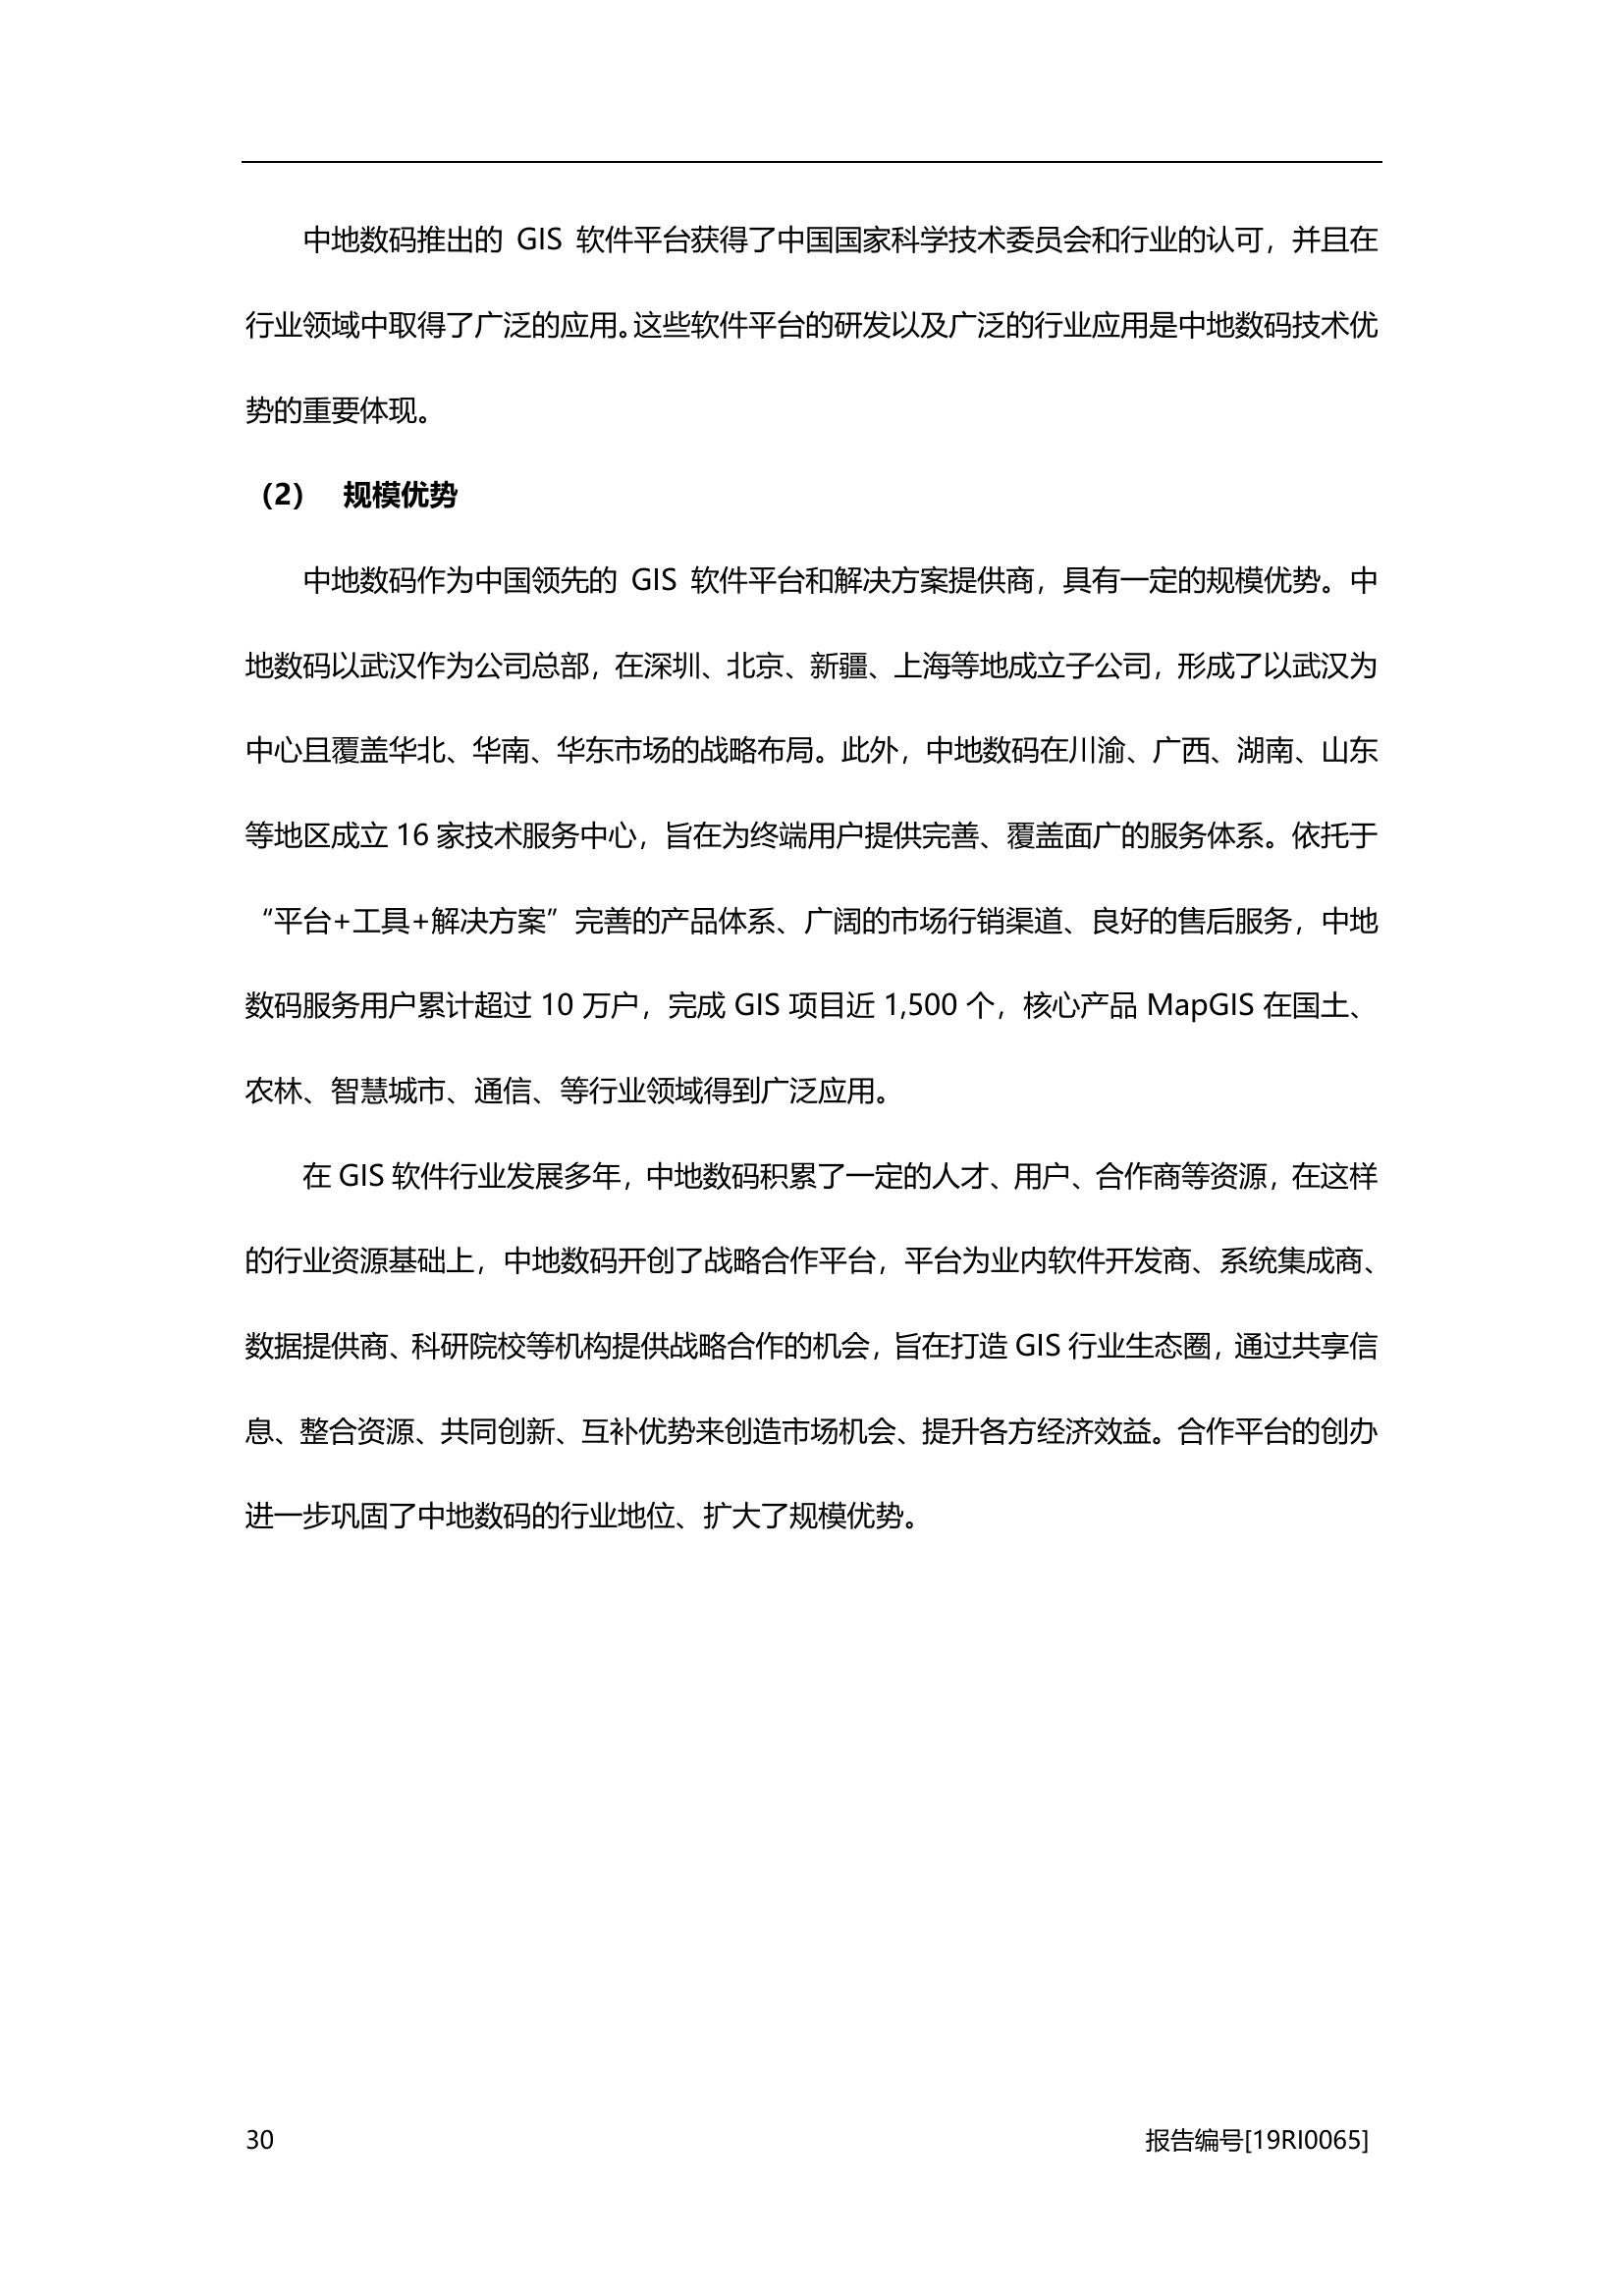 中地数码推出的 GIS 软件平台获得了中国国家科学技术委员会和行业的认可，并且在
行业领域中取得了广泛的应用。这些软件平台的研发以及广泛的行业应用是中地数码技术优
势的重要体现。
（2） 规模优势
中地数码作为中国领先的 GIS 软件平台和解决方案提供商，具有一定的规模优势。中
地数码以武汉作为公司总部，在深圳、北京、新疆、上海等地成立子公司，形成了以武汉为
中心且覆盖华北、华南、华东市场的战略布局。此外，中地数码在川渝、广西、湖南、山东
等地区成立 16 家技术服务中心，旨在为终端用户提供完善、覆盖面广的服务体系。依托于
“平台+工具+解决方案”完善的产品体系、广阔的市场行销渠道、良好的售后服务，中地
数码服务用户累计超过 10 万户，完成 GIS 项目近 1,500 个，核心产品 MapGIS 在国土、
农林、智慧城市、通信、等行业领域得到广泛应用。
在 GIS 软件行业发展多年，中地数码积累了一定的人才、用户、合作商等资源，在这样
的行业资源基础上，中地数码开创了战略合作平台，平台为业内软件开发商、系统集成商、
数据提供商、科研院校等机构提供战略合作的机会，旨在打造 GIS 行业生态圈，通过共享信
息、整合资源、共同创新、互补优势来创造市场机会、提升各方经济效益。合作平台的创办
进一步巩固了中地数码的行业地位、扩大了规模优势。
30 报告编号[19RI0065]